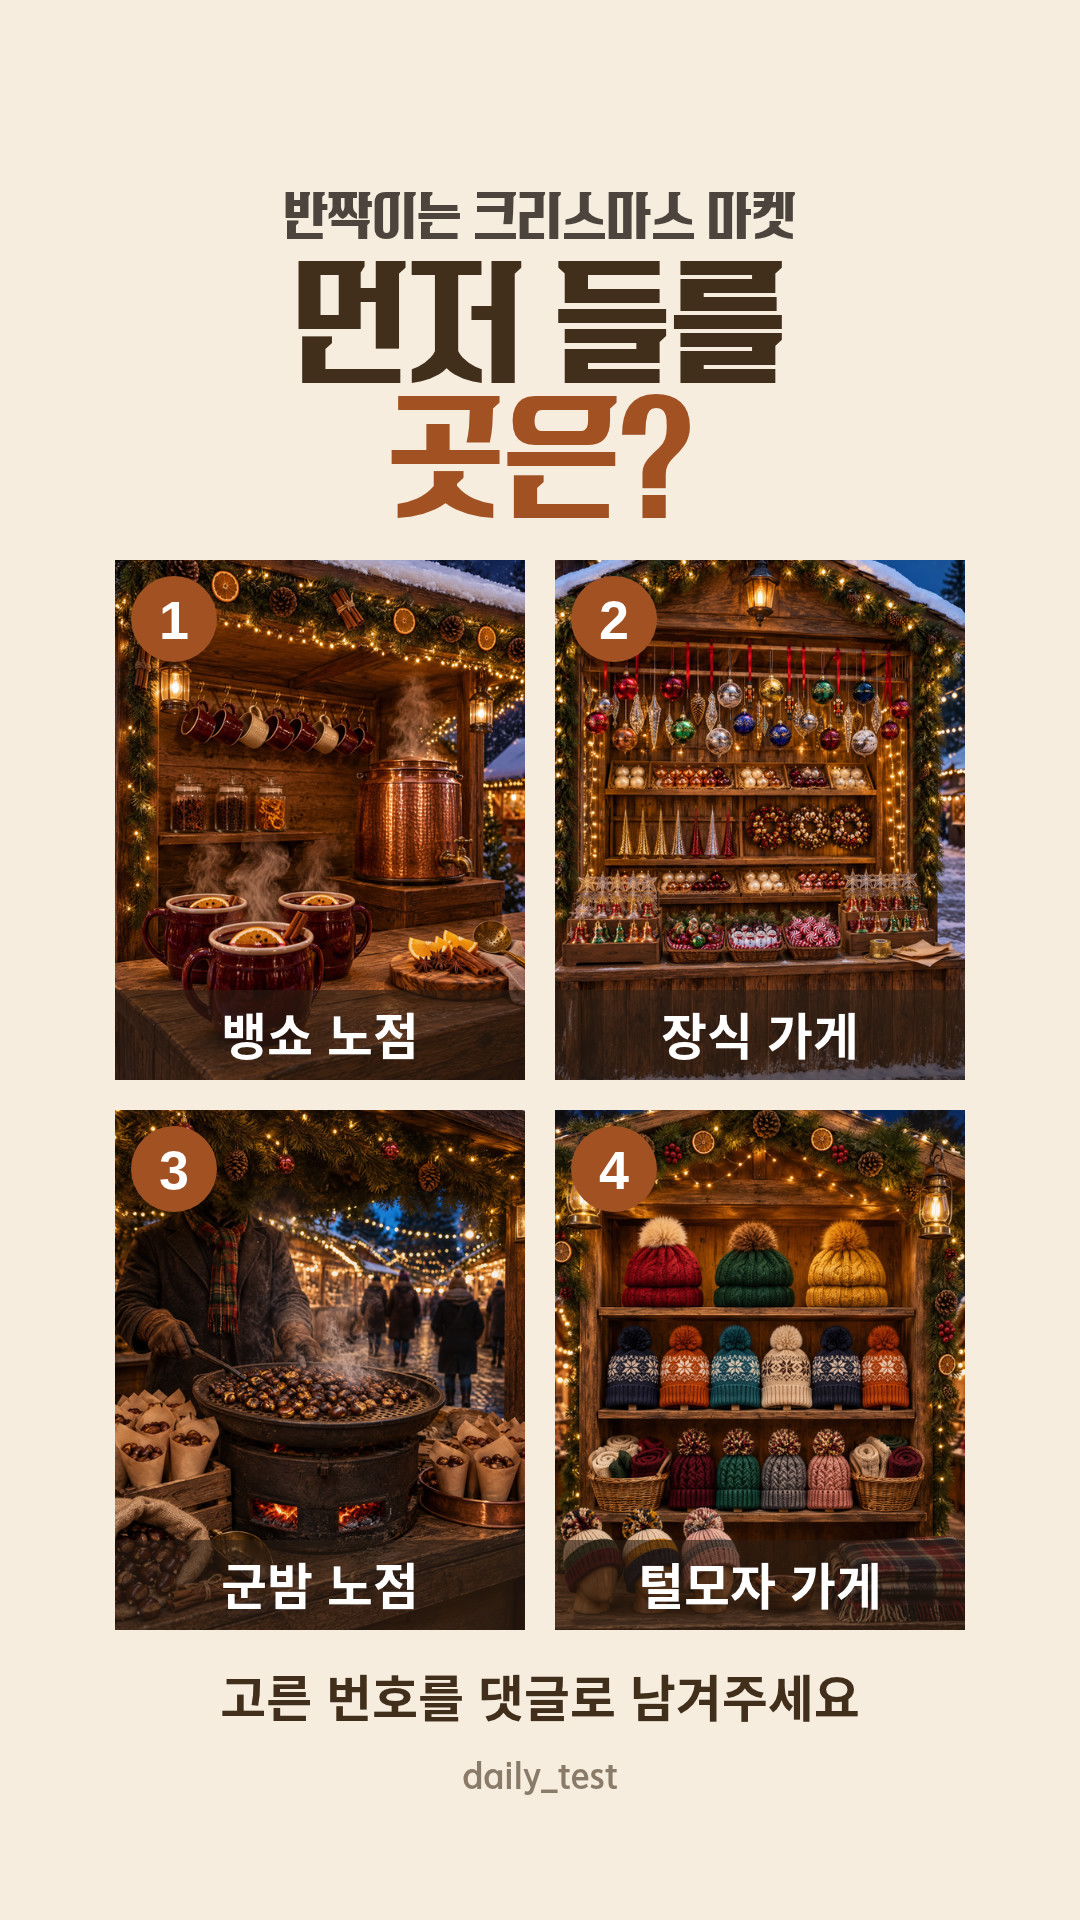 반짝이는 크리스마스 마켓
먼저 들를
곳은?
1
2
뱅쇼 노점
장식 가게
3
4
군밤 노점
털모자 가게
고른 번호를 댓글로 남겨주세요
daily_test